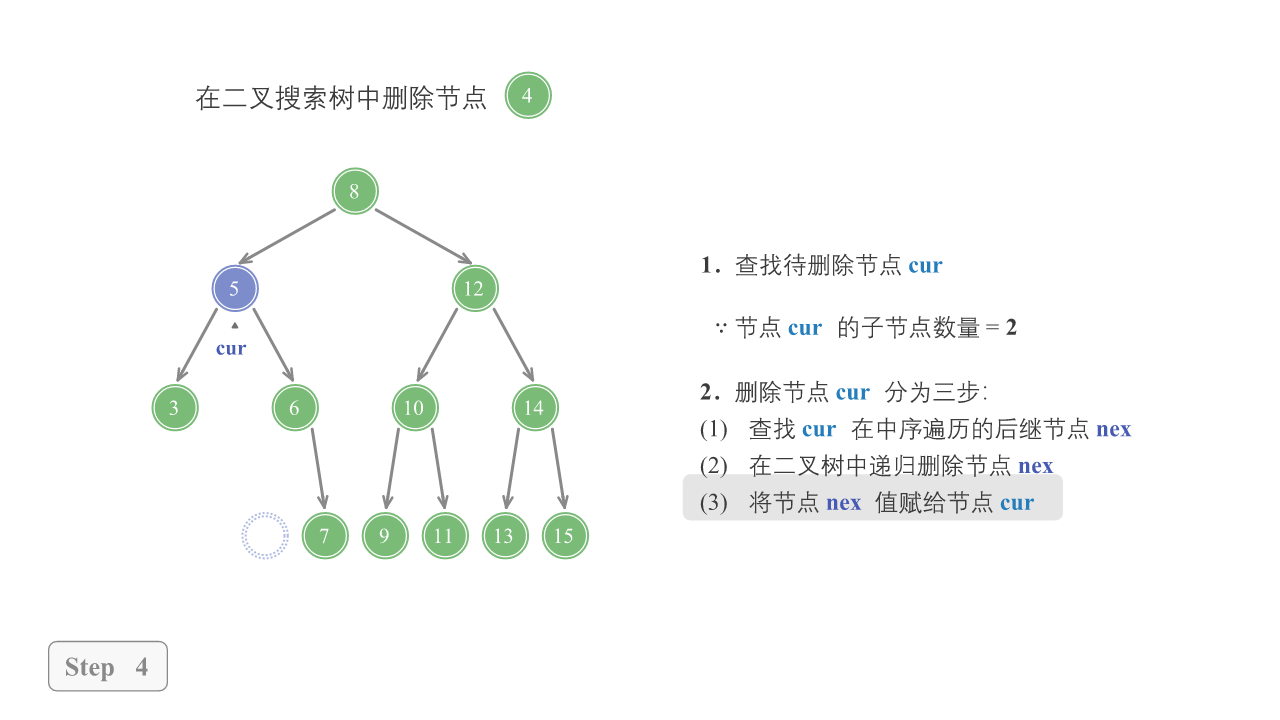 在二叉搜索树中删除节点 4
8
5 12
cur
3 6 10 14
7 9 11 13 15
1. 查找待删除节点 cur
∵ 节点 cur 的子节点数量 = 2
2. 删除节点 cur 分为三步:
(1) 查找 cur 在中序遍历的后继节点 nex
(2) 在二叉树中递归删除节点 nex
(3) 将节点 nex 值赋给节点 cur
Step 4